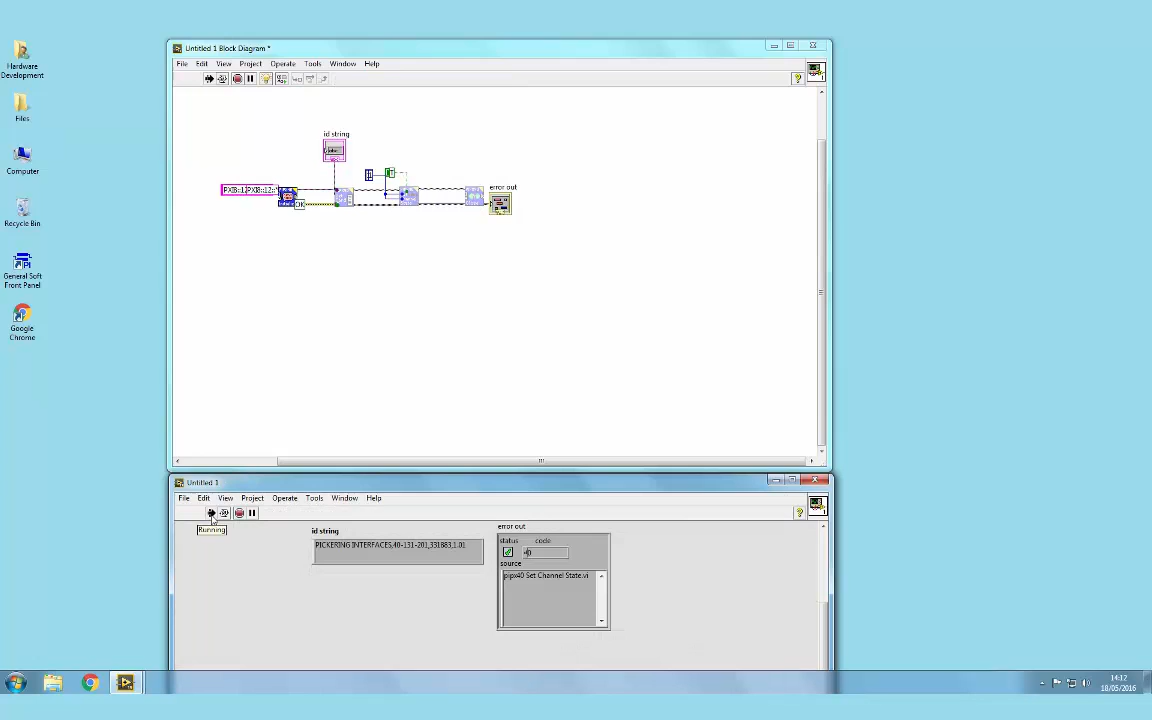 Hardware
Development
Files
Computer
Recycle Bin
General Soft
Front Panel
Google
Chrome
Untitled 1 Block Diagram *
File Edit View Project Operate Tools Window Help
id string
error out
OK
Untitled 1
File Edit View Project Operate Tools Window Help
Running
id string
PICKERING INTERFACES,40-131-201,331883,1.01
error out
status code
source
pipx40 Set Channel State.vi
14:12
18/05/2016